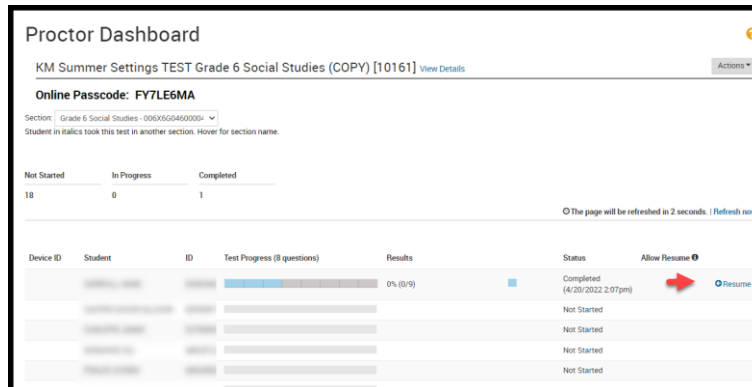 Proctor Dashboard
KM Summer Settings TEST Grade 6 Social Studies (COPY) [10161] View Details
Actions
Online Passcode: FY7LE6MA
Section: Grade 6 Social Studies - 006X6G0460000
Student in italics took this test in another section. Hover for section name.
Not Started In Progress Completed
18 0 1
The page will be refreshed in 2 seconds. | Refresh now
Device ID Student ID Test Progress (8 questions) Results Status Allow Resume
0% (0/9) Completed Resume
(4/20/2022 2:07pm)
Not Started
Not Started
Not Started
Not Started